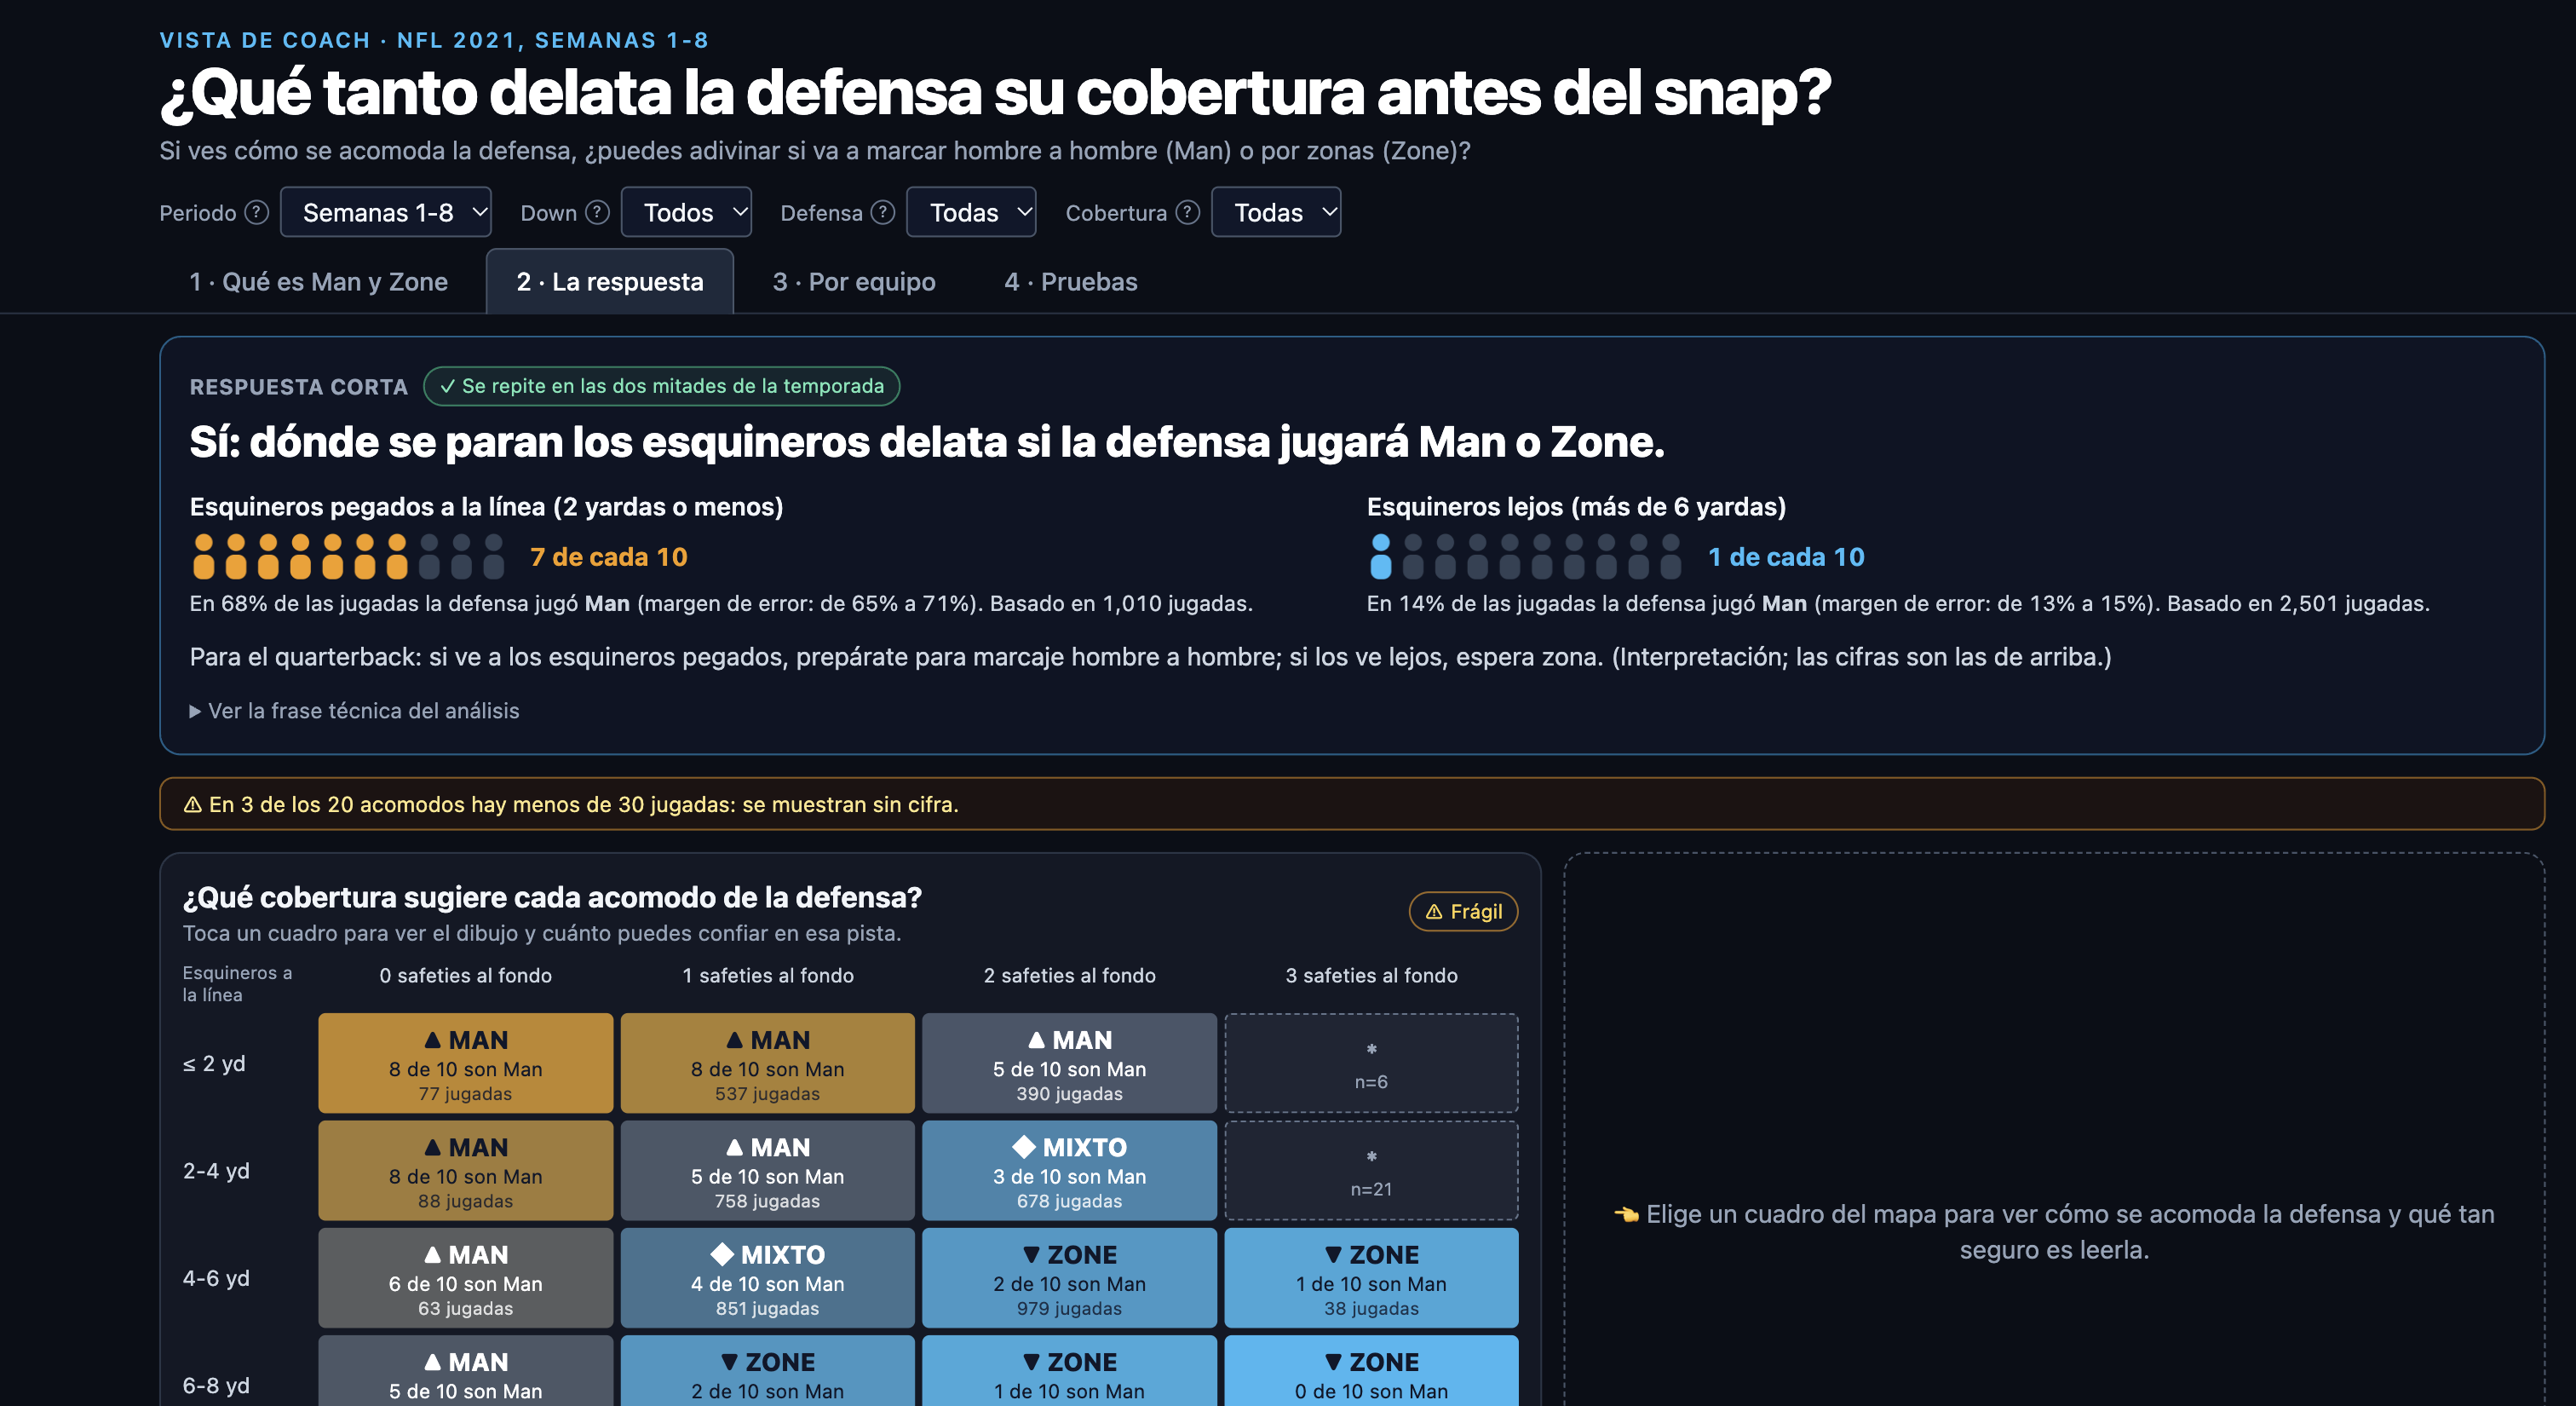 VISTA DE COACH · NFL 2021, SEMANAS 1-8
¿Qué tanto delata la defensa su cobertura antes del snap?
Si ves cómo se acomoda la defensa, ¿puedes adivinar si va a marcar hombre a hombre (Man) o por zonas (Zone)?
Periodo ? Semanas 1-8 Down ? Todos Defensa ? Todas Cobertura ? Todas
1 · Qué es Man y Zone 2 · La respuesta 3 · Por equipo 4 · Pruebas
RESPUESTA CORTA ✓ Se repite en las dos mitades de la temporada
Sí: dónde se paran los esquineros delata si la defensa jugará Man o Zone.
Esquineros pegados a la línea (2 yardas o menos)
7 de cada 10
En 68% de las jugadas la defensa jugó Man (margen de error: de 65% a 71%). Basado en 1,010 jugadas.
Esquineros lejos (más de 6 yardas)
1 de cada 10
En 14% de las jugadas la defensa jugó Man (margen de error: de 13% a 15%). Basado en 2,501 jugadas.
Para el quarterback: si ve a los esquineros pegados, prepárate para marcaje hombre a hombre; si los ve lejos, espera zona. (Interpretación; las cifras son las de arriba.)
▶ Ver la frase técnica del análisis
⚠ En 3 de los 20 acomodos hay menos de 30 jugadas: se muestran sin cifra.
¿Qué cobertura sugiere cada acomodo de la defensa?
⚠ Frágil
Toca un cuadro para ver el dibujo y cuánto puedes confiar en esa pista.
Esquineros a
la línea
0 safeties al fondo 1 safeties al fondo 2 safeties al fondo 3 safeties al fondo
≤ 2 yd
▲ MAN
8 de 10 son Man
77 jugadas
▲ MAN
8 de 10 son Man
537 jugadas
▲ MAN
5 de 10 son Man
390 jugadas
*
n=6
2-4 yd
▲ MAN
8 de 10 son Man
88 jugadas
▲ MAN
5 de 10 son Man
758 jugadas
◆ MIXTO
3 de 10 son Man
678 jugadas
*
n=21
4-6 yd
▲ MAN
6 de 10 son Man
63 jugadas
◆ MIXTO
4 de 10 son Man
851 jugadas
▼ ZONE
2 de 10 son Man
979 jugadas
▼ ZONE
1 de 10 son Man
38 jugadas
6-8 yd
▲ MAN
5 de 10 son Man
▼ ZONE
2 de 10 son Man
▼ ZONE
1 de 10 son Man
▼ ZONE
0 de 10 son Man
👈 Elige un cuadro del mapa para ver cómo se acomoda la defensa y qué tan
seguro es leerla.